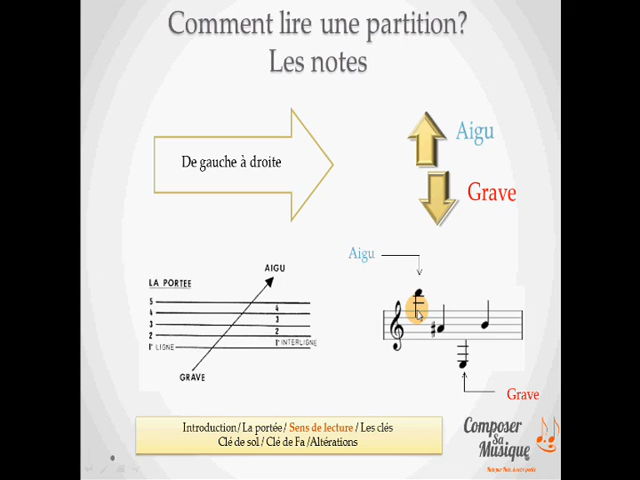 Comment lire une partition?
Les notes
De gauche à droite
Aigu
Grave
Aigu
AIGU
LA PORTEE
5
4
3
2
1° LIGNE
4
3
2
1° INTERLIGNE
GRAVE
Grave
Introduction/ La portée/ Sens de lecture / Les clés
Clé de sol / Clé de Fa /Altérations
Composer
Sa
Musique